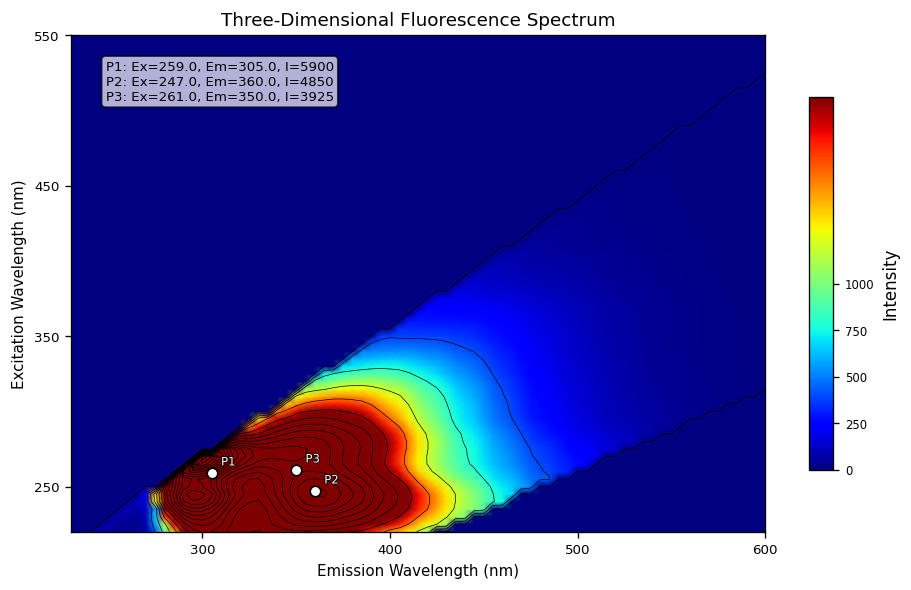 Three-Dimensional Fluorescence Spectrum
P1: Ex=259.0, Em=305.0, I=5900
P2: Ex=247.0, Em=360.0, I=4850
P3: Ex=261.0, Em=350.0, I=3925
550
450
350
250
Excitation Wavelength (nm)
P1
P3
P2
300 400 500 600
Emission Wavelength (nm)
1000
750
500
250
0
Intensity